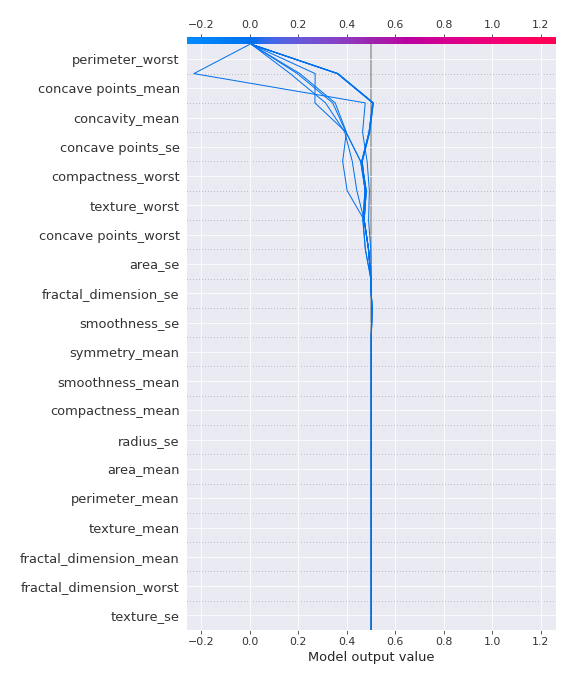 −0.2 0.0 0.2 0.4 0.6 0.8 1.0 1.2
perimeter_worst
concave points_mean
concavity_mean
concave points_se
compactness_worst
texture_worst
concave points_worst
area_se
fractal_dimension_se
smoothness_se
symmetry_mean
smoothness_mean
compactness_mean
radius_se
area_mean
perimeter_mean
texture_mean
fractal_dimension_mean
fractal_dimension_worst
texture_se
−0.2 0.0 0.2 0.4 0.6 0.8 1.0 1.2
Model output value